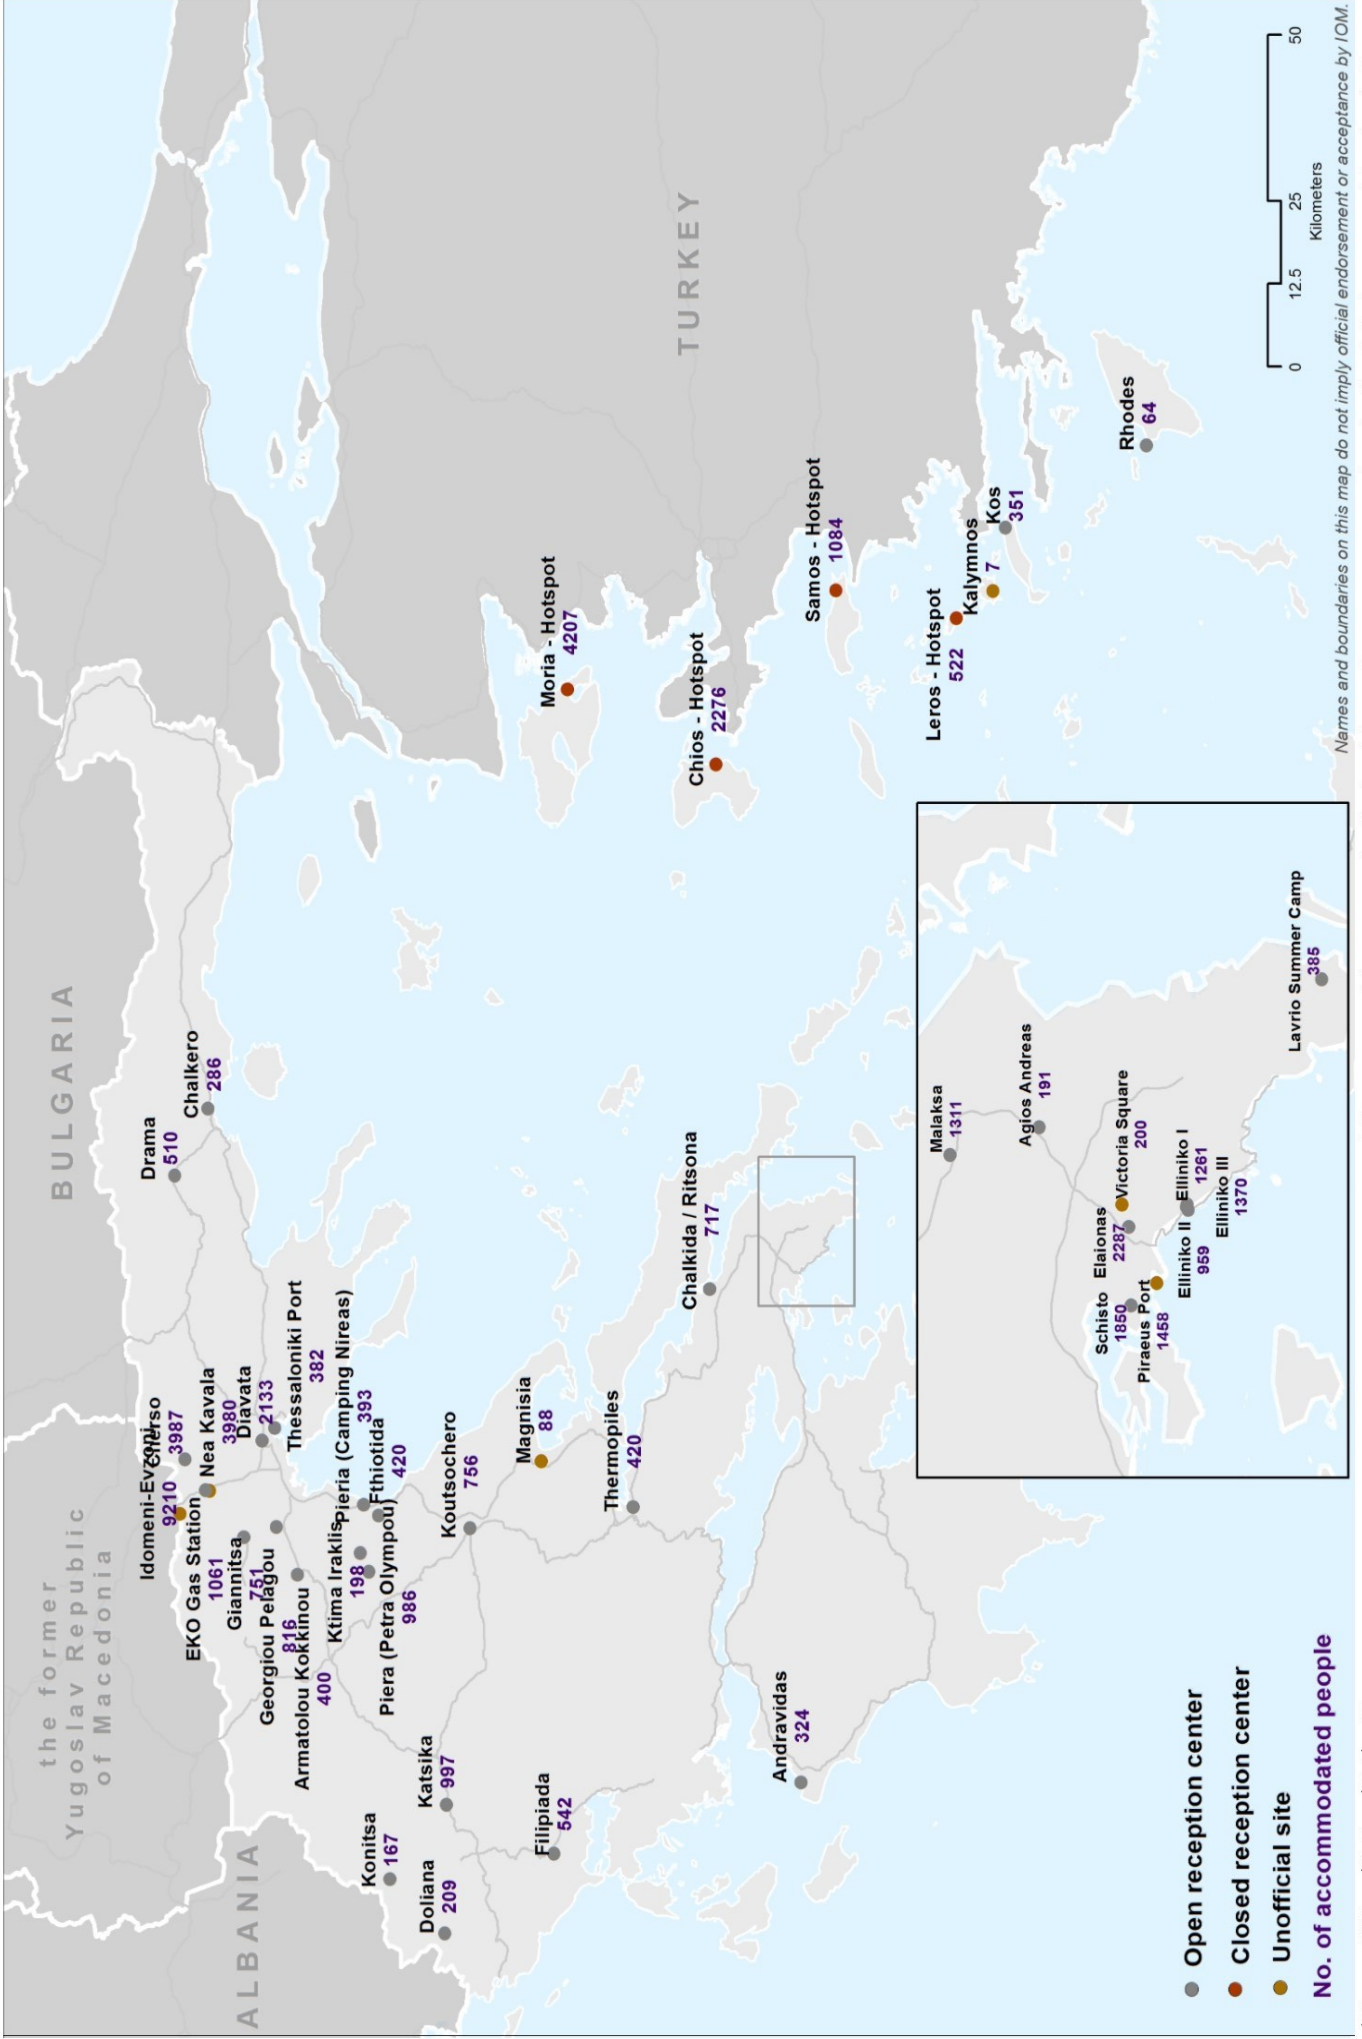 the former
Yugoslav Republic
of Macedonia
BULGARIA
ALBANIA
TURKEY
Idomeni-Evzoni
9210
Cherso
3987
Nea Kavala
3980
EKO Gas Station
1061
Diavata
2133
Thessaloniki Port
382
Drama
510
Chalkero
286
Giannitsa
751
Georgiou Pelagou
816
Armatolou Kokkinou
400
Ktima Iraklis
198
Pieria (Camping Nireas)
393
Fthiotida
420
Piera (Petra Olympou)
986
Koutsochero
756
Konitsa
167
Doliana
209
Katsika
997
Filipiada
542
Magnisia
88
Thermopiles
420
Chalkida / Ritsona
717
Andravidas
324
Moria - Hotspot
4207
Chios - Hotspot
2276
Samos - Hotspot
1084
Leros - Hotspot
522
Kalymnos
7
Kos
351
Rhodes
64
Malaksa
1311
Agios Andreas
191
Victoria Square
200
Elaionas
2287
Schisto
1850
Piraeus Port
1458
Elliniko I
1261
Elliniko II
959
Elliniko III
1370
Lavrio Summer Camp
385
Open reception center
Closed reception center
Unofficial site
No. of accommodated people
0 12.5 25 50
Kilometers
Names and boundaries on this map do not imply official endorsement or acceptance by IOM.